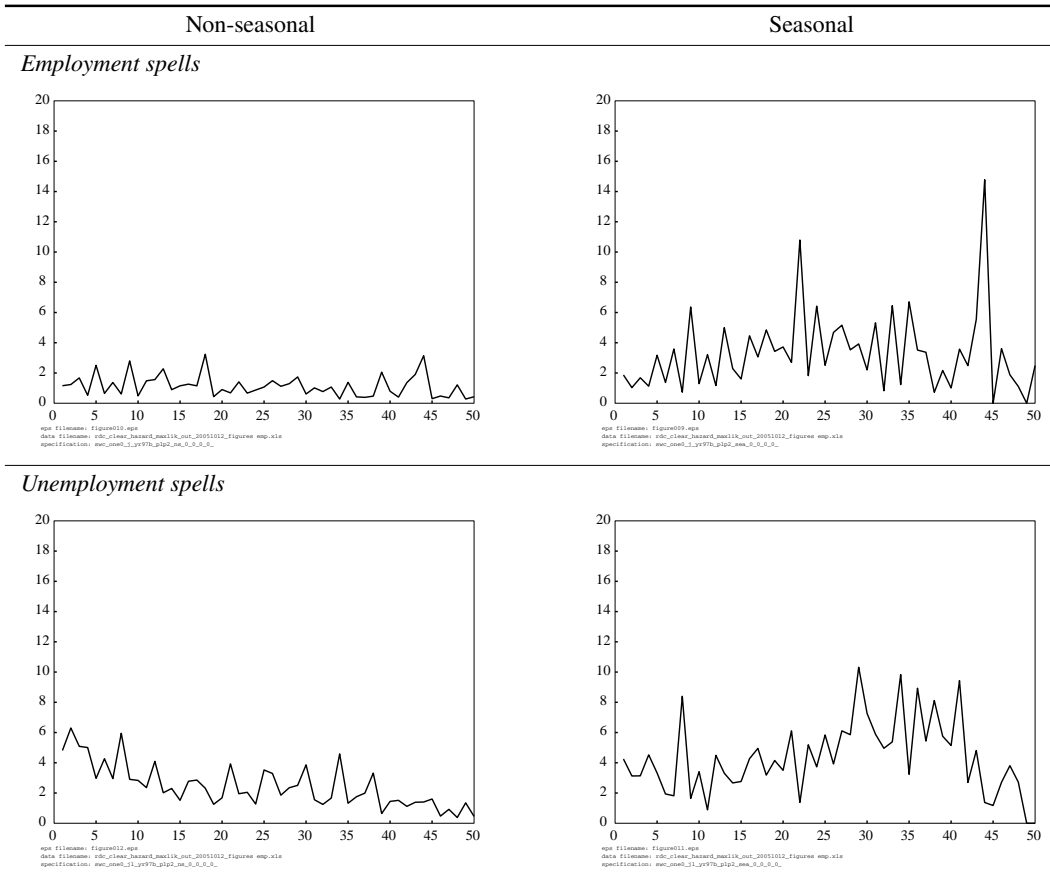 Non-seasonal Seasonal
Employment spells
20 20
18 18
16 16
14 14
12 12
10 10
8 8
6 6
4 4
2 2
0 0
0 5 10 15 20 25 30 35 40 45 50 0 5 10 15 20 25 30 35 40 45 50
eps filename: figure010.eps eps filename: figure009.eps
data filename: rdc_clear_hazard_maxlik_out_20051012_figures emp.xls data filename: rdc_clear_hazard_maxlik_out_20051012_figures emp.xls
specification: swc_one0_j_yr97b_plp2_ns_0_0_0_0_ specification: swc_one0_j_yr97b_plp2_sea_0_0_0_0_
Unemployment spells
20 20
18 18
16 16
14 14
12 12
10 10
8 8
6 6
4 4
2 2
0 0
0 5 10 15 20 25 30 35 40 45 50 0 5 10 15 20 25 30 35 40 45 50
eps filename: figure012.eps eps filename: figure011.eps
data filename: rdc_clear_hazard_maxlik_out_20051012_figures emp.xls data filename: rdc_clear_hazard_maxlik_out_20051012_figures emp.xls
specification: swc_one0_jl_yr97b_plp2_ns_0_0_0_0_ specification: swc_one0_jl_yr97b_plp2_sea_0_0_0_0_